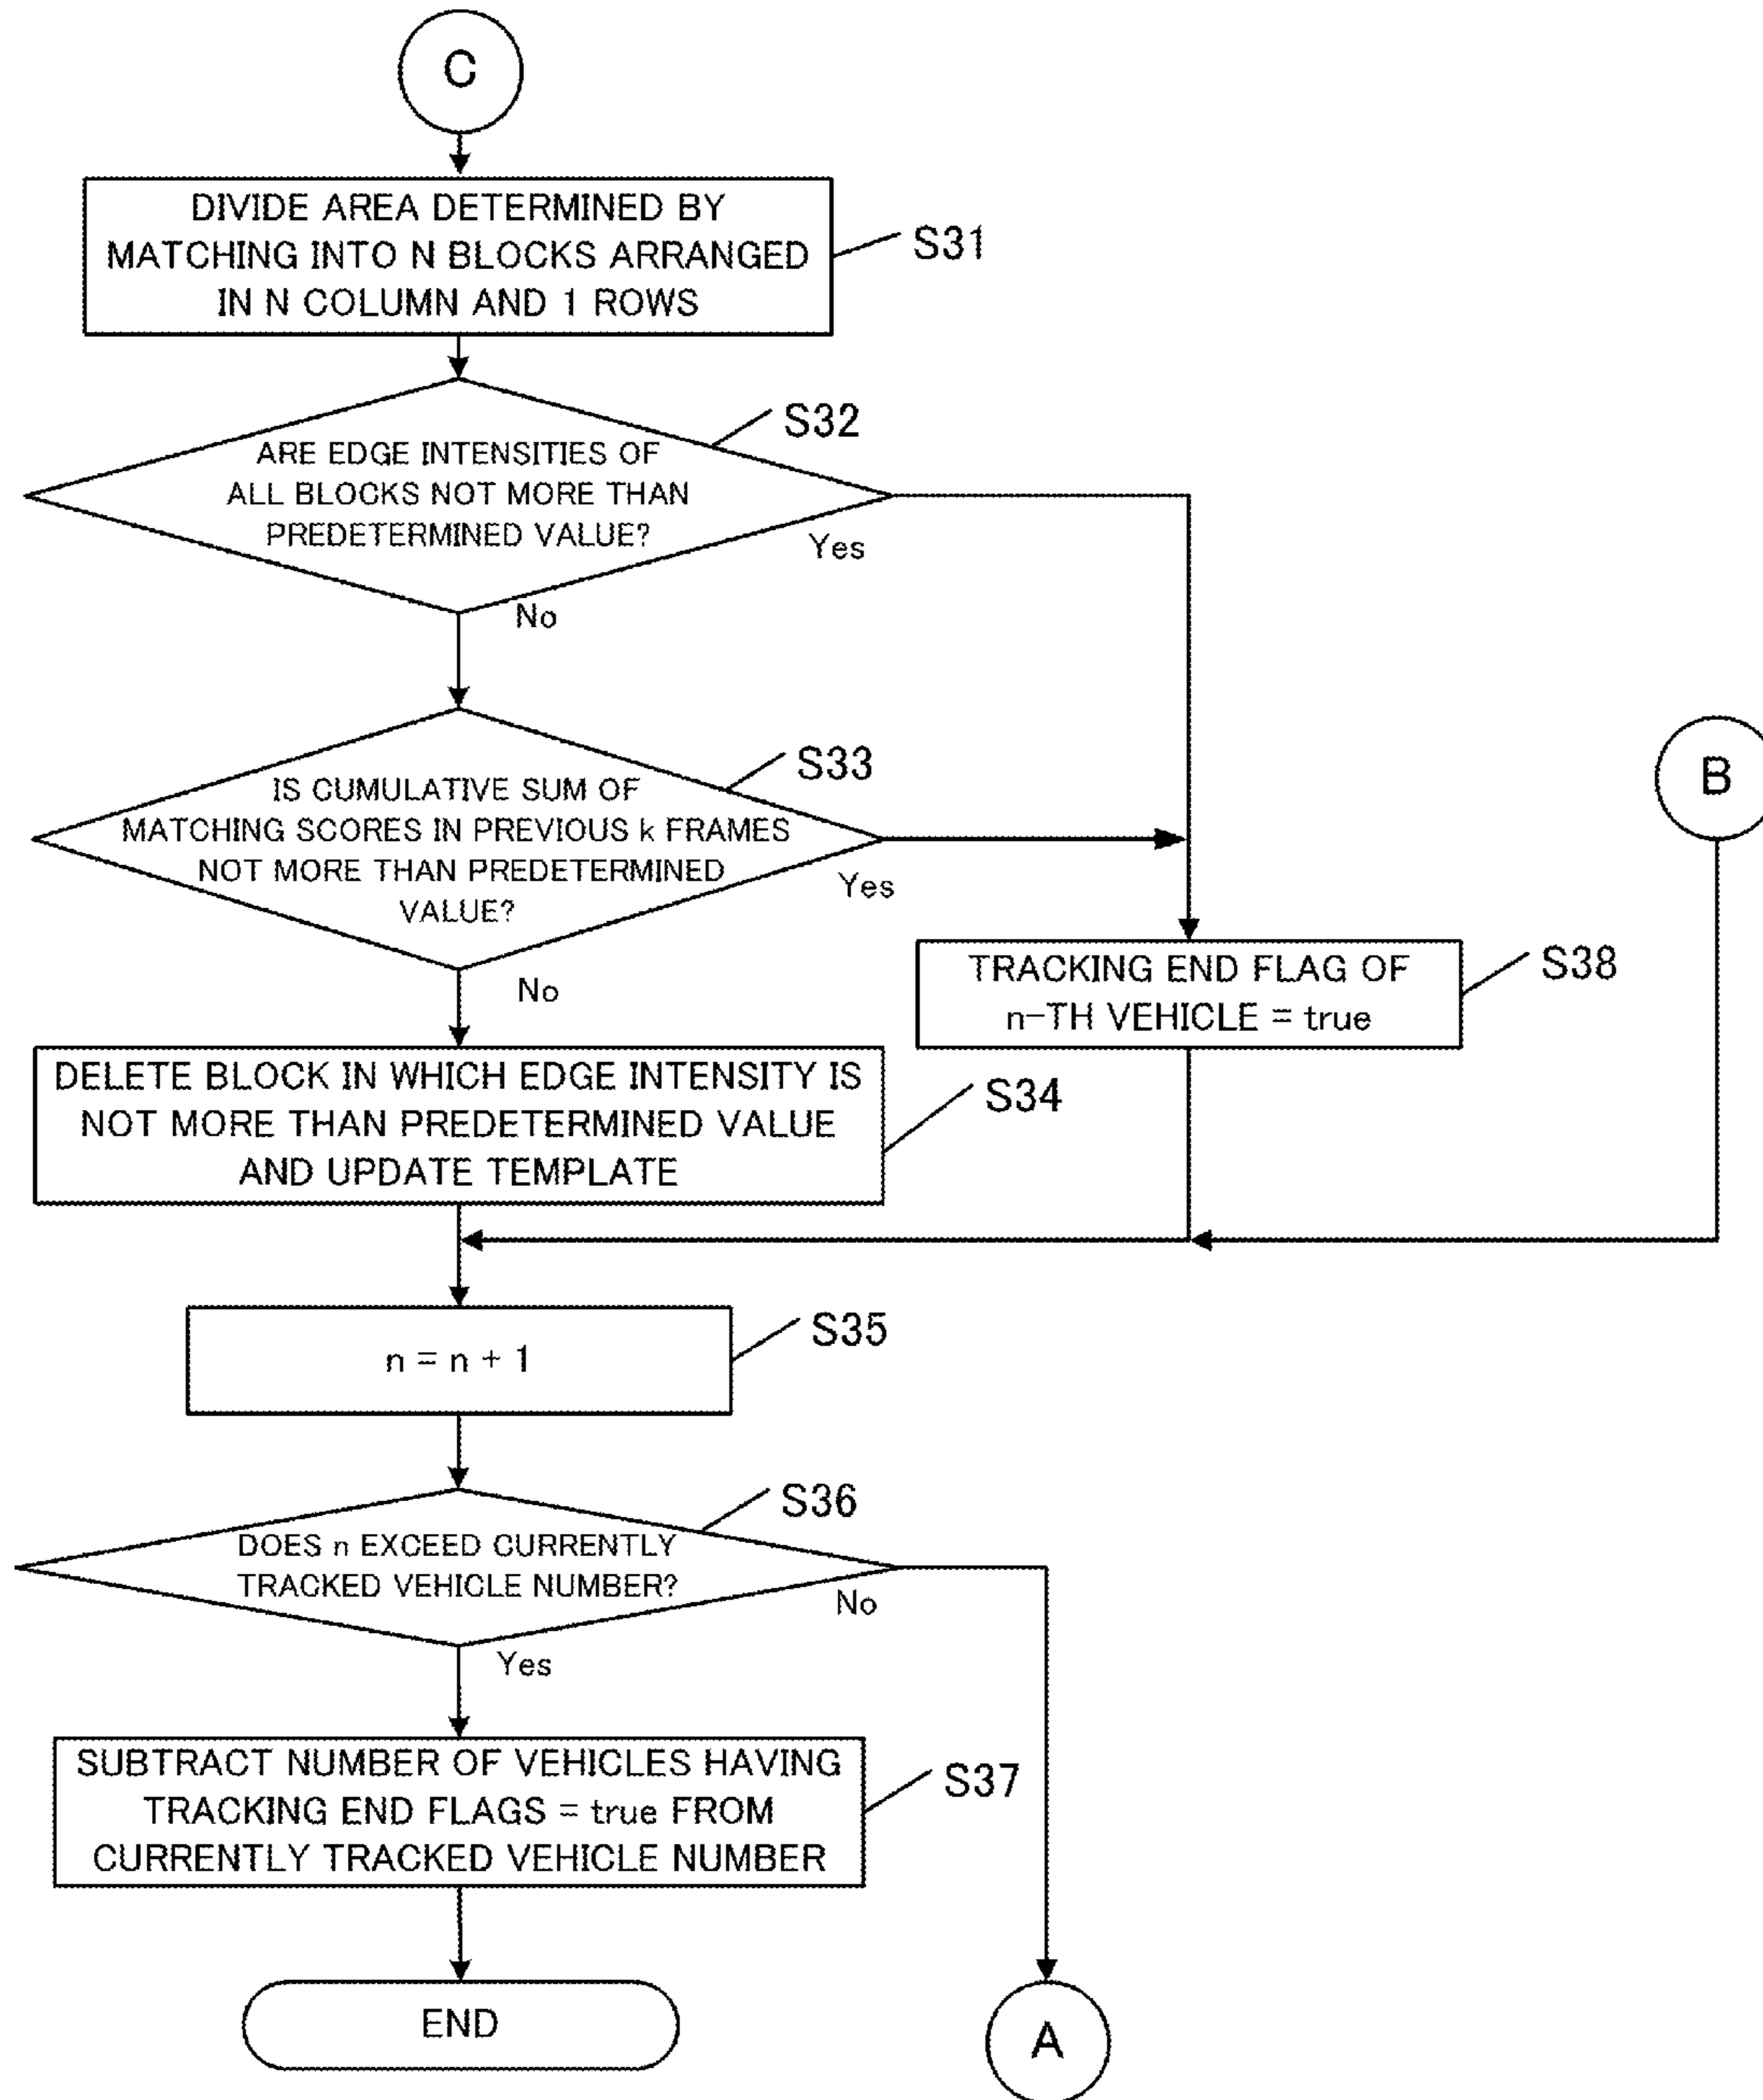 C
DIVIDE AREA DETERMINED BY
MATCHING INTO N BLOCKS ARRANGED
IN N COLUMN AND 1 ROWS
S31
S32
ARE EDGE INTENSITIES OF
ALL BLOCKS NOT MORE THAN
PREDETERMINED VALUE?
Yes
No
S33
IS CUMULATIVE SUM OF
MATCHING SCORES IN PREVIOUS k FRAMES
NOT MORE THAN PREDETERMINED
VALUE?
Yes
No
B
TRACKING END FLAG OF
n-TH VEHICLE = true
S38
DELETE BLOCK IN WHICH EDGE INTENSITY IS
NOT MORE THAN PREDETERMINED VALUE
AND UPDATE TEMPLATE
S34
n = n + 1
S35
S36
DOES n EXCEED CURRENTLY
TRACKED VEHICLE NUMBER?
No
Yes
SUBTRACT NUMBER OF VEHICLES HAVING
TRACKING END FLAGS = true FROM
CURRENTLY TRACKED VEHICLE NUMBER
S37
END
A